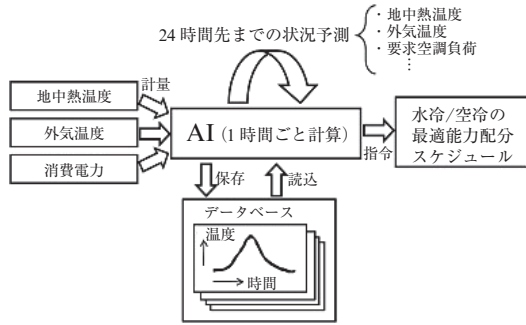 24 時間先までの状況予測
・地中熱温度
・外気温度
・要求空調負荷
…
計量
地中熱温度
外気温度
消費電力
AI (1 時間ごと計算)
指令
水冷/空冷の
最適能力配分
スケジュール
保存
読込
データベース
温度
時間